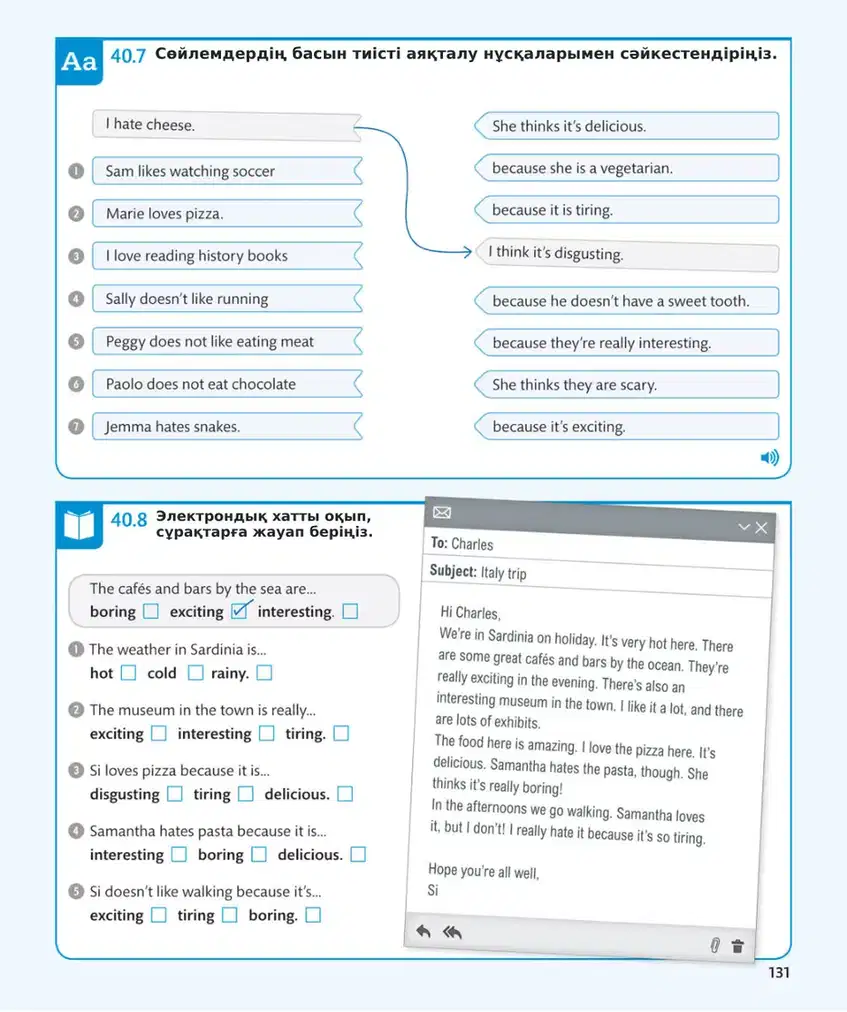 Aa 40.7 Сөйлемдердің басын тиісті аяқталу нұсқаларымен сәйкестендіріңіз.
I hate cheese.
1 Sam likes watching soccer
2 Marie loves pizza.
3 I love reading history books
4 Sally doesn't like running
5 Peggy does not like eating meat
6 Paolo does not eat chocolate
7 Jemma hates snakes.
She thinks it's delicious.
because she is a vegetarian.
because it is tiring.
I think it's disgusting.
because he doesn't have a sweet tooth.
because they're really interesting.
She thinks they are scary.
because it's exciting.
40.8 Электрондық хатты оқып,
сұрақтарға жауап беріңіз.
The cafés and bars by the sea are...
boring exciting interesting.
1 The weather in Sardinia is...
hot cold rainy.
2 The museum in the town is really...
exciting interesting tiring.
3 Si loves pizza because it is...
disgusting tiring delicious.
4 Samantha hates pasta because it is...
interesting boring delicious.
5 Si doesn't like walking because it's...
exciting tiring boring.
To: Charles
Subject: Italy trip
Hi Charles,
We're in Sardinia on holiday. It's very hot here. There
are some great cafés and bars by the ocean. They're
really exciting in the evening. There's also an
interesting museum in the town. I like it a lot, and there
are lots of exhibits.
The food here is amazing. I love the pizza here. It's
delicious. Samantha hates the pasta, though. She
thinks it's really boring!
In the afternoons we go walking. Samantha loves
it, but I don't! I really hate it because it's so tiring.
Hope you're all well,
Si
131